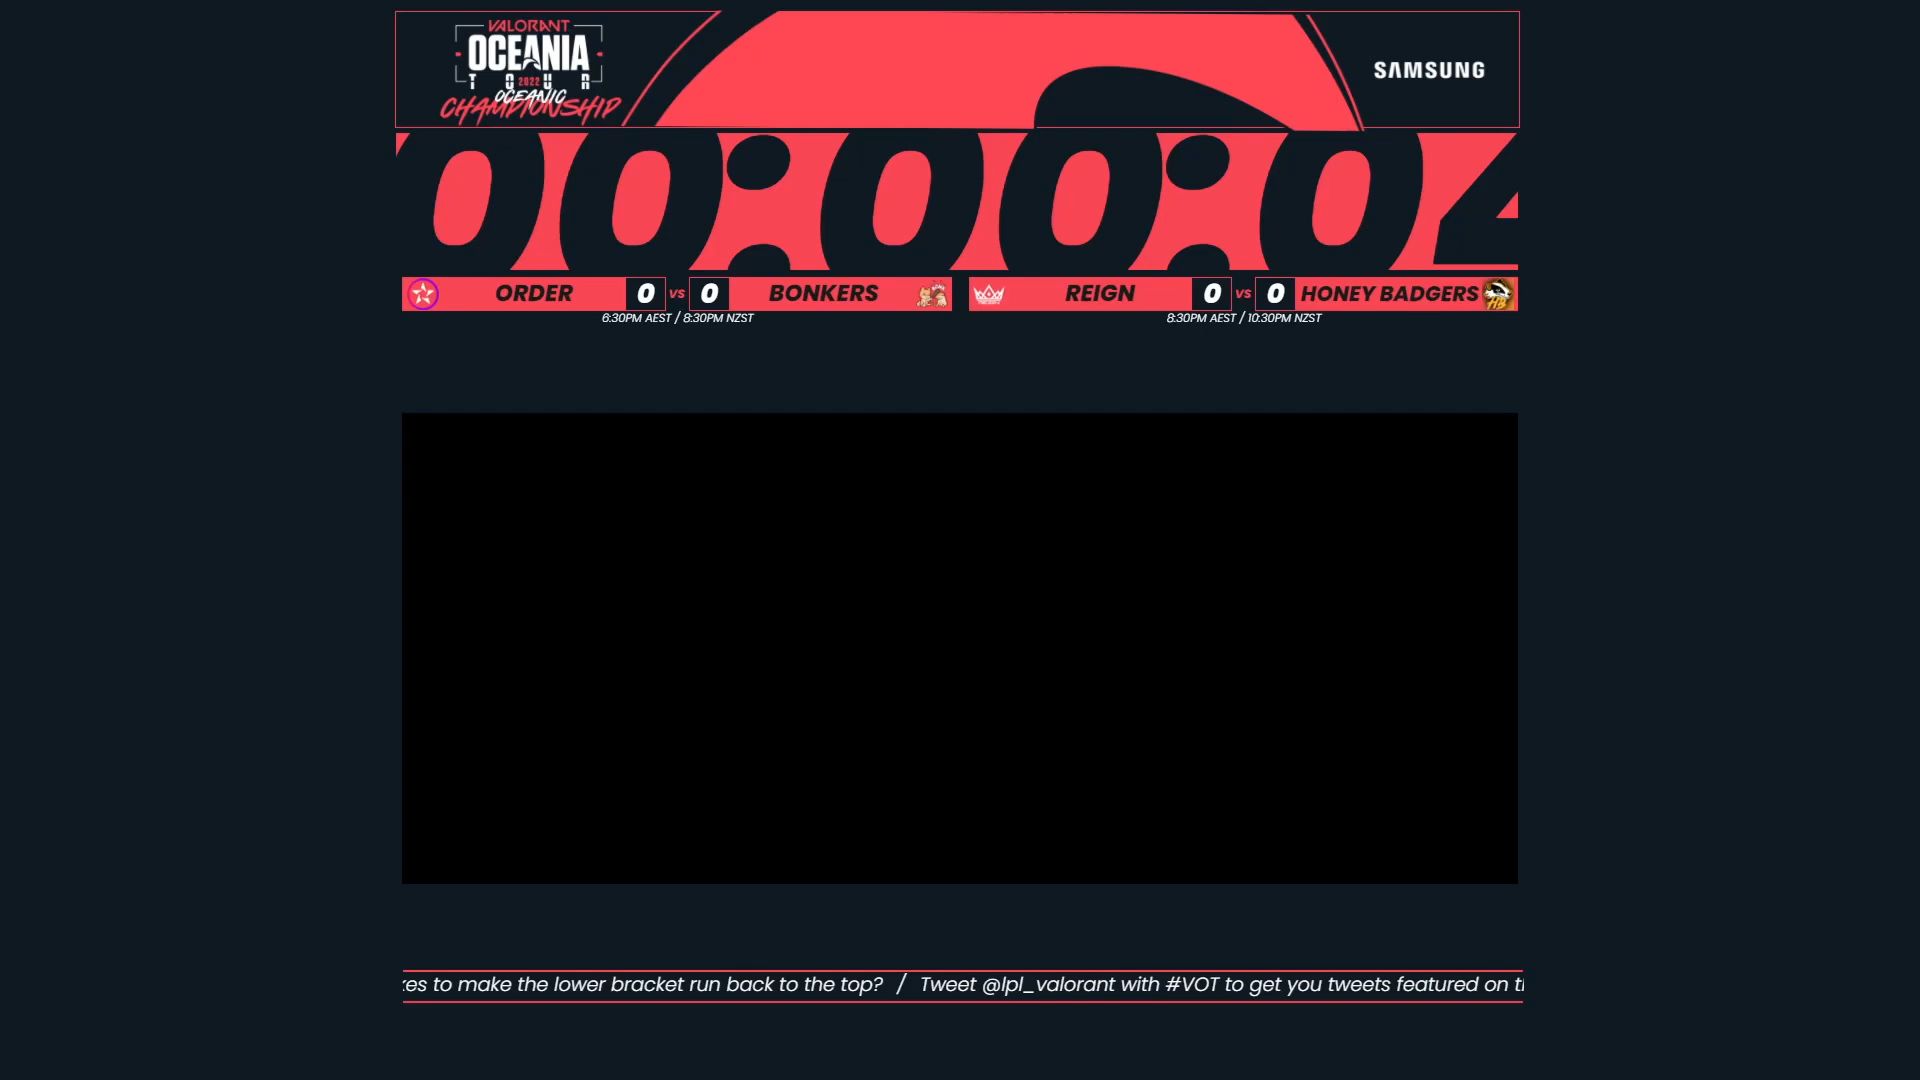 VALORANT
OCEANIA
TOUR
2022
OCEANIC
CHAMPIONSHIP
SAMSUNG
00:00:04
ORDER 0 VS 0 BONKERS
6:30PM AEST / 8:30PM NZST
REIGN 0 VS 0 HONEY BADGERS
8:30PM AEST / 10:30PM NZST
to make the lower bracket run back to the top? / Tweet @lpl_valorant with #VOT to get you tweets featured on